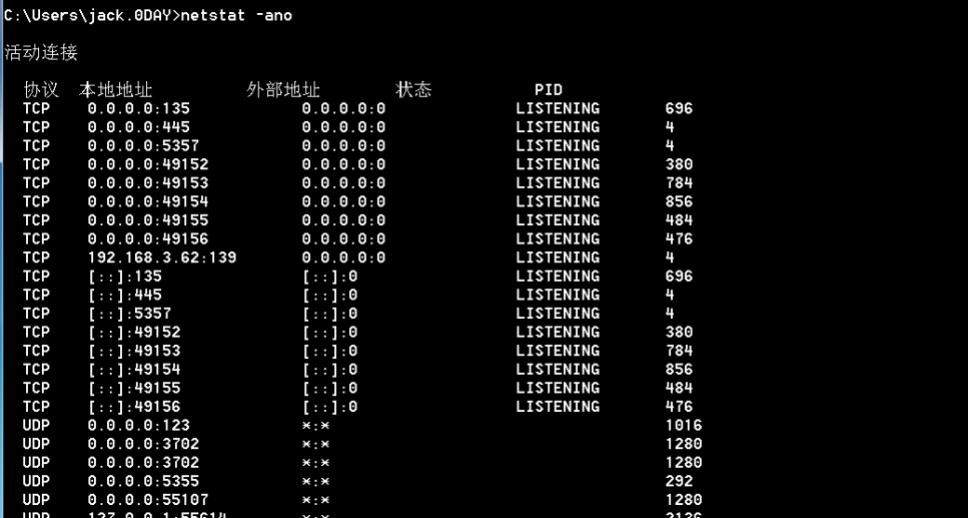 C:\Users\jack.0DAY>netstat -ano
活动连接
协议 本地地址 外部地址 状态 PID
TCP 0.0.0.0:135 0.0.0.0:0 LISTENING 696
TCP 0.0.0.0:445 0.0.0.0:0 LISTENING 4
TCP 0.0.0.0:5357 0.0.0.0:0 LISTENING 4
TCP 0.0.0.0:49152 0.0.0.0:0 LISTENING 380
TCP 0.0.0.0:49153 0.0.0.0:0 LISTENING 784
TCP 0.0.0.0:49154 0.0.0.0:0 LISTENING 856
TCP 0.0.0.0:49155 0.0.0.0:0 LISTENING 484
TCP 0.0.0.0:49156 0.0.0.0:0 LISTENING 476
TCP 192.168.3.62:139 0.0.0.0:0 LISTENING 4
TCP [::]:135 [::]:0 LISTENING 696
TCP [::]:445 [::]:0 LISTENING 4
TCP [::]:5357 [::]:0 LISTENING 4
TCP [::]:49152 [::]:0 LISTENING 380
TCP [::]:49153 [::]:0 LISTENING 784
TCP [::]:49154 [::]:0 LISTENING 856
TCP [::]:49155 [::]:0 LISTENING 484
TCP [::]:49156 [::]:0 LISTENING 476
UDP 0.0.0.0:123 *:* 1016
UDP 0.0.0.0:3702 *:* 1280
UDP 0.0.0.0:3702 *:* 1280
UDP 0.0.0.0:5355 *:* 292
UDP 0.0.0.0:55107 *:* 1280
UDP 127.0.0.1:55614 *:* 2136